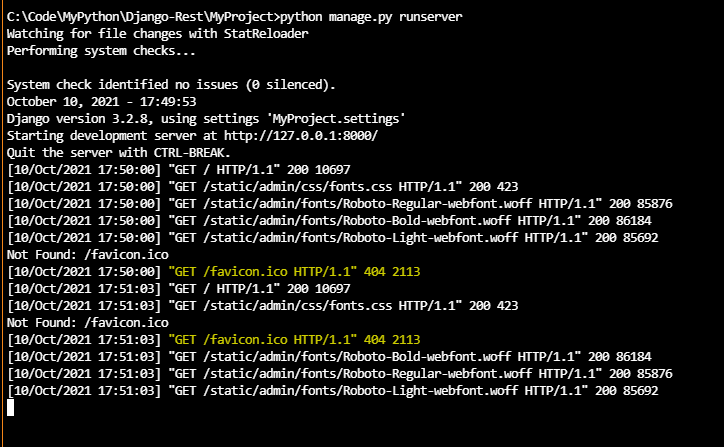 C:\Code\MyPython\Django-Rest\MyProject>python manage.py runserver
Watching for file changes with StatReloader
Performing system checks...
System check identified no issues (0 silenced).
October 10, 2021 - 17:49:53
Django version 3.2.8, using settings 'MyProject.settings'
Starting development server at http://127.0.0.1:8000/
Quit the server with CTRL-BREAK.
[10/Oct/2021 17:50:00] "GET / HTTP/1.1" 200 10697
[10/Oct/2021 17:50:00] "GET /static/admin/css/fonts.css HTTP/1.1" 200 423
[10/Oct/2021 17:50:00] "GET /static/admin/fonts/Roboto-Regular-webfont.woff HTTP/1.1" 200 85876
[10/Oct/2021 17:50:00] "GET /static/admin/fonts/Roboto-Bold-webfont.woff HTTP/1.1" 200 86184
[10/Oct/2021 17:50:00] "GET /static/admin/fonts/Roboto-Light-webfont.woff HTTP/1.1" 200 85692
Not Found: /favicon.ico
[10/Oct/2021 17:50:00] "GET /favicon.ico HTTP/1.1" 404 2113
[10/Oct/2021 17:51:03] "GET / HTTP/1.1" 200 10697
[10/Oct/2021 17:51:03] "GET /static/admin/css/fonts.css HTTP/1.1" 200 423
Not Found: /favicon.ico
[10/Oct/2021 17:51:03] "GET /favicon.ico HTTP/1.1" 404 2113
[10/Oct/2021 17:51:03] "GET /static/admin/fonts/Roboto-Bold-webfont.woff HTTP/1.1" 200 86184
[10/Oct/2021 17:51:03] "GET /static/admin/fonts/Roboto-Regular-webfont.woff HTTP/1.1" 200 85876
[10/Oct/2021 17:51:03] "GET /static/admin/fonts/Roboto-Light-webfont.woff HTTP/1.1" 200 85692